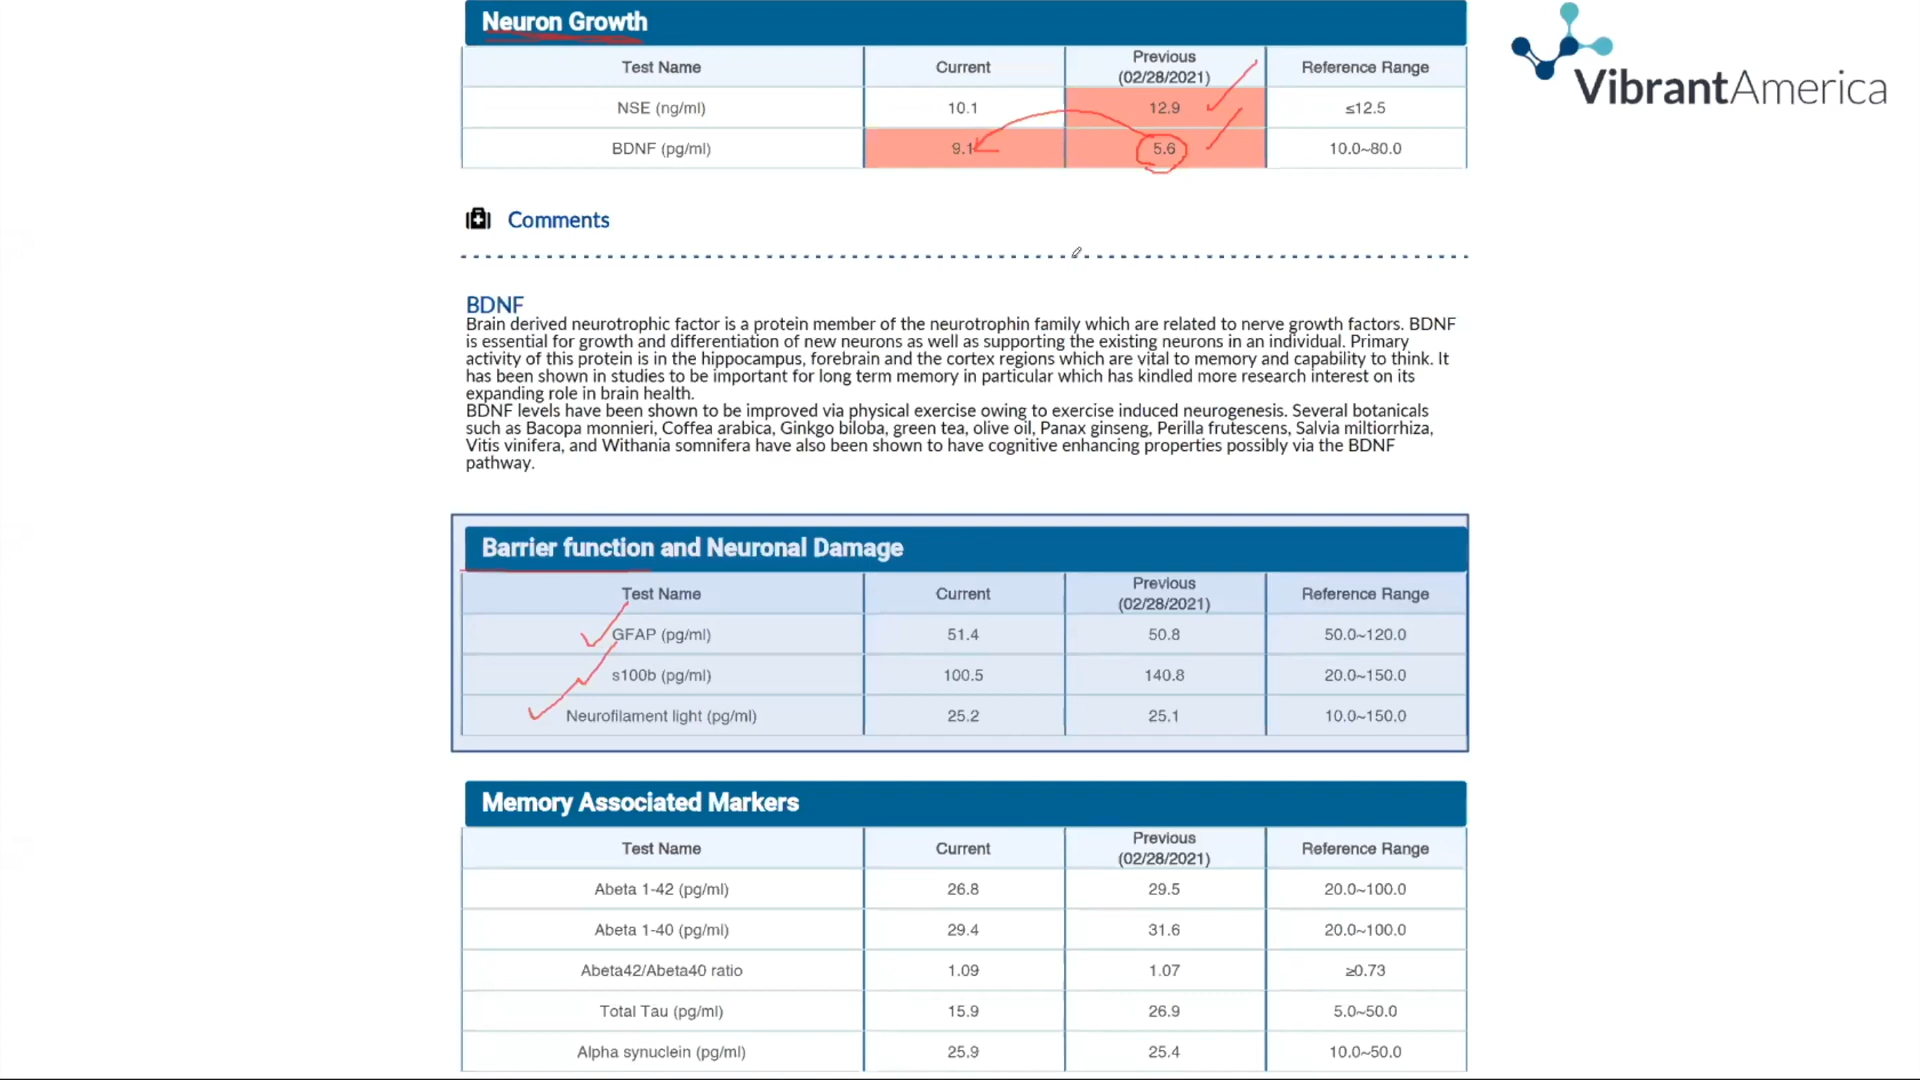 Neuron Growth
VibrantAmerica
Test Name Current Previous (02/28/2021) Reference Range
NSE (ng/ml) 10.1 12.9 ≤12.5
BDNF (pg/ml) 9.1 5.6 10.0~80.0
Comments
BDNF
Brain derived neurotrophic factor is a protein member of the neurotrophin family which are related to nerve growth factors. BDNF
is essential for growth and differentiation of new neurons as well as supporting the existing neurons in an individual. Primary
activity of this protein is in the hippocampus, forebrain and the cortex regions which are vital to memory and capability to think. It
has been shown in studies to be important for long term memory in particular which has kindled more research interest on its
expanding role in brain health.
BDNF levels have been shown to be improved via physical exercise owing to exercise induced neurogenesis. Several botanicals
such as Bacopa monnieri, Coffea arabica, Ginkgo biloba, green tea, olive oil, Panax ginseng, Perilla frutescens, Salvia miltiorrhiza,
Vitis vinifera, and Withania somnifera have also been shown to have cognitive enhancing properties possibly via the BDNF
pathway.
Barrier function and Neuronal Damage
Test Name Current Previous (02/28/2021) Reference Range
GFAP (pg/ml) 51.4 50.8 50.0~120.0
s100b (pg/ml) 100.5 140.8 20.0~150.0
Neurofilament light (pg/ml) 25.2 25.1 10.0~150.0
Memory Associated Markers
Test Name Current Previous (02/28/2021) Reference Range
Abeta 1-42 (pg/ml) 26.8 29.5 20.0~100.0
Abeta 1-40 (pg/ml) 29.4 31.6 20.0~100.0
Abeta42/Abeta40 ratio 1.09 1.07 ≥0.73
Total Tau (pg/ml) 15.9 26.9 5.0~50.0
Alpha synuclein (pg/ml) 25.9 25.4 10.0~50.0